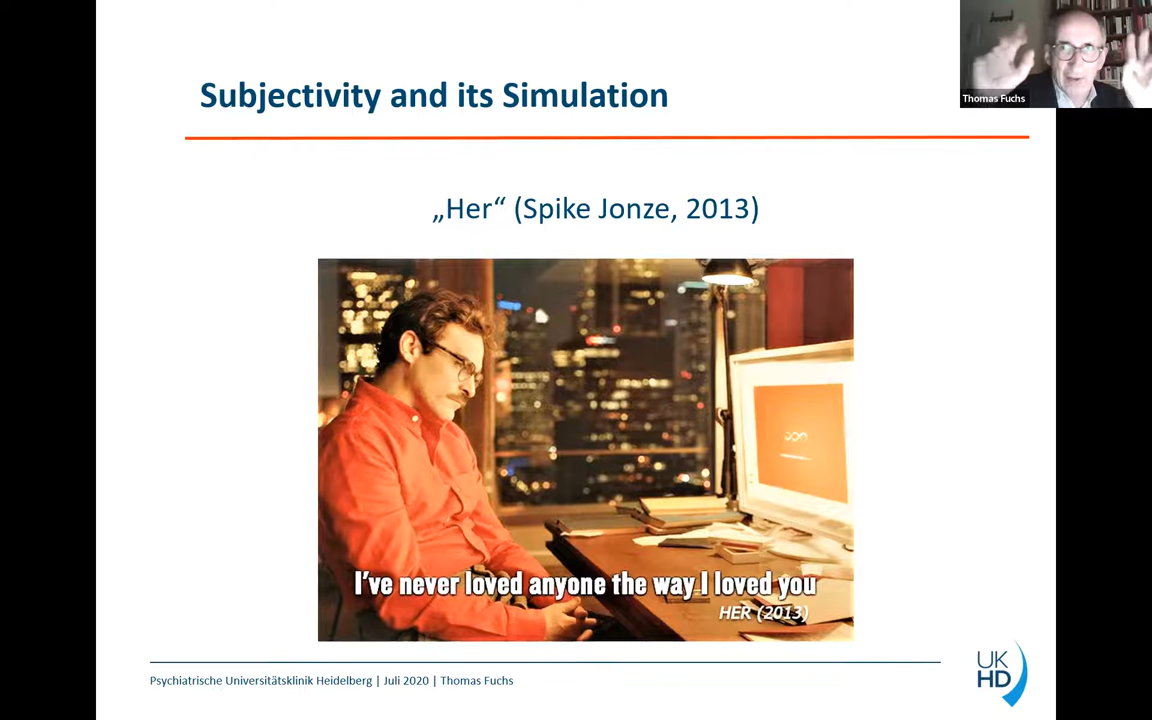 Thomas Fuchs
Subjectivity and its Simulation
„Her“ (Spike Jonze, 2013)
I've never loved anyone the way I loved you
HER (2013)
Psychiatrische Universitätsklinik Heidelberg | Juli 2020 | Thomas Fuchs
UK
HD